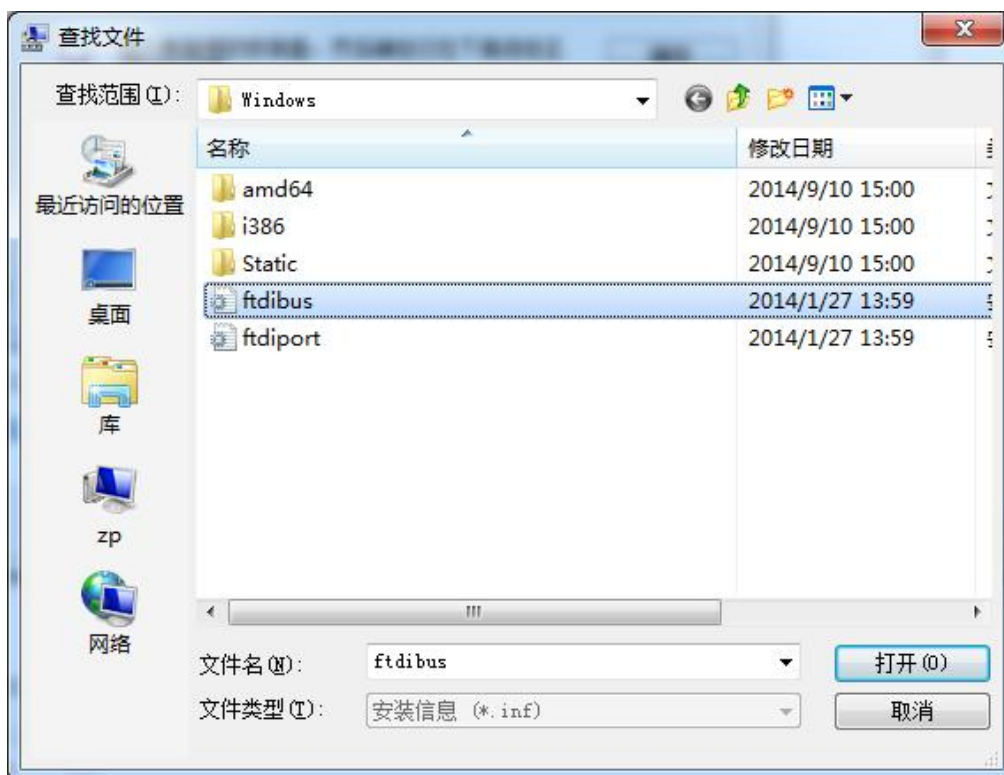 查找文件
查找范围(I):
Windows
名称
修改日期
最近访问的位置
桌面
库
zp
网络
amd64
2014/9/10 15:00
i386
2014/9/10 15:00
Static
2014/9/10 15:00
ftdibus
2014/1/27 13:59
ftdiport
2014/1/27 13:59
文件名(N):
ftdibus
打开(O)
文件类型(T):
安装信息 (*.inf)
取消